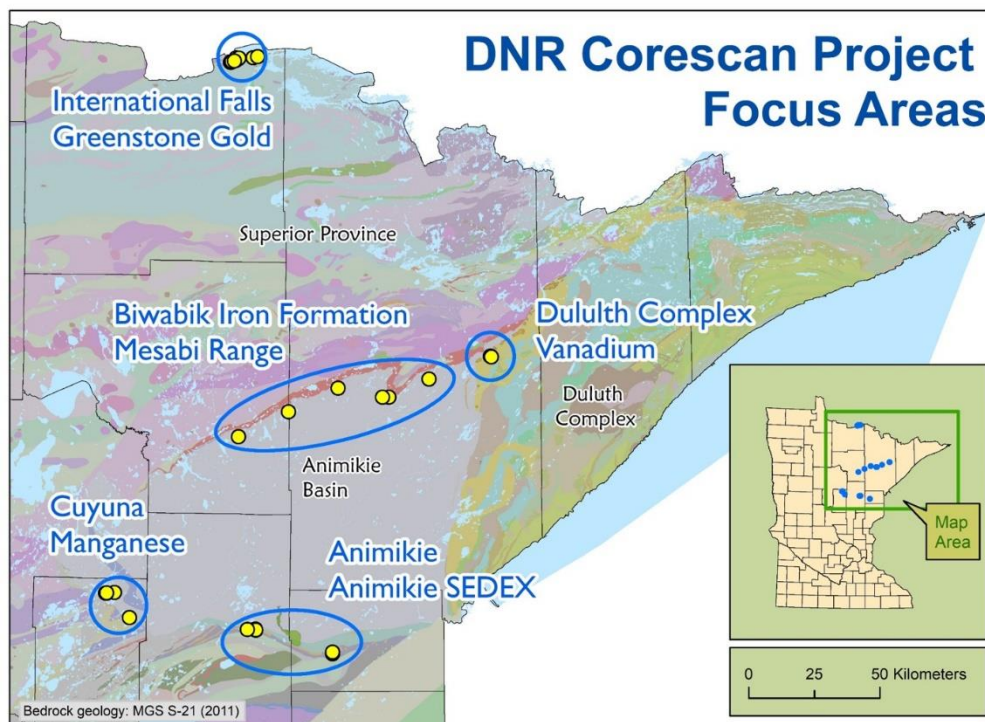 DNR Corescan Project
Focus Areas
International Falls
Greenstone Gold
Superior Province
Biwabik Iron Formation
Mesabi Range
Dululth Complex
Vanadium
Duluth
Complex
Animikie
Basin
Cuyuna
Manganese
Animikie
Animikie SEDEX
Map
Area
0 25 50 Kilometers
Bedrock geology: MGS S-21 (2011)